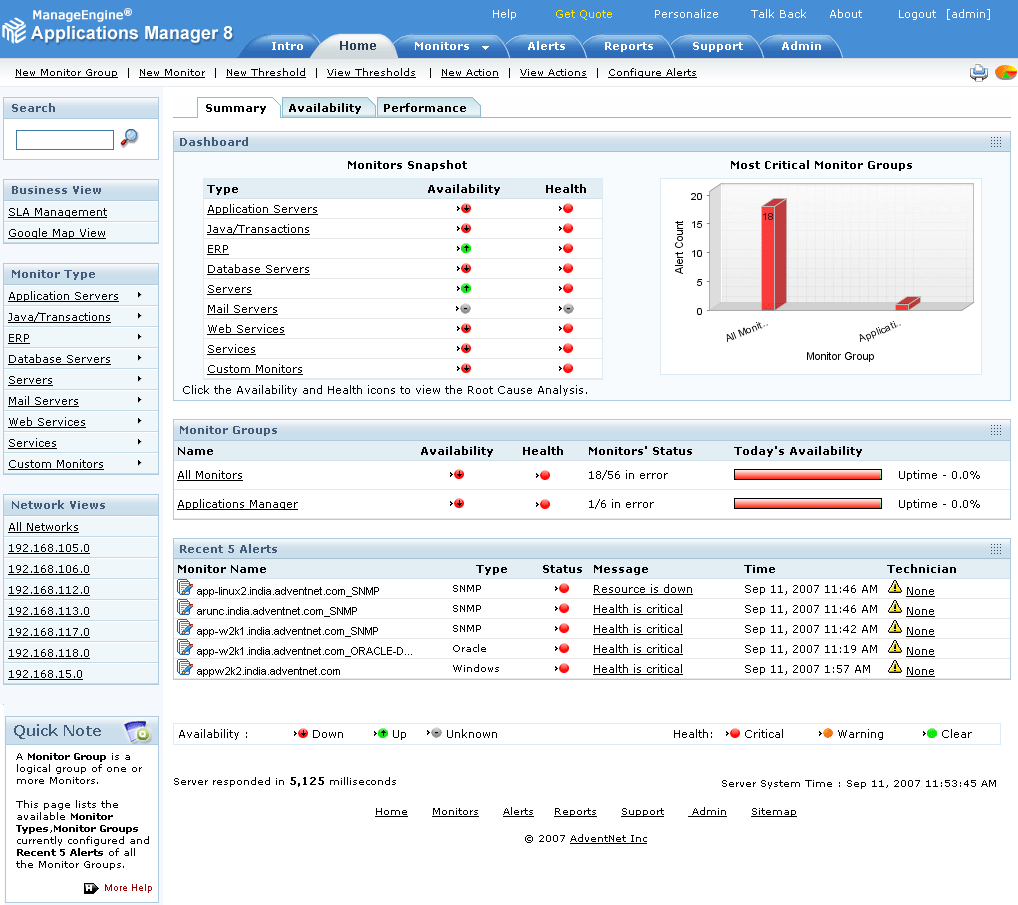 ManageEngine®
Applications Manager 8
Help Get Quote Personalize Talk Back About Logout [admin]
Intro Home Monitors Alerts Reports Support Admin
New Monitor Group | New Monitor | New Threshold | View Thresholds | New Action | View Actions | Configure Alerts
Search
Business View
SLA Management
Google Map View
Monitor Type
Application Servers
Java/Transactions
ERP
Database Servers
Servers
Mail Servers
Web Services
Services
Custom Monitors
Network Views
All Networks
192.168.105.0
192.168.106.0
192.168.112.0
192.168.113.0
192.168.117.0
192.168.118.0
192.168.15.0
Quick Note
A Monitor Group is a
logical group of one or
more Monitors.
This page lists the
available Monitor
Types,Monitor Groups
currently configured and
Recent 5 Alerts of all
the Monitor Groups.
More Help
Summary Availability Performance
Dashboard
Monitors Snapshot
Type Availability Health
Application Servers
Java/Transactions
ERP
Database Servers
Servers
Mail Servers
Web Services
Services
Custom Monitors
Click the Availability and Health icons to view the Root Cause Analysis.
Most Critical Monitor Groups
Alert Count
20
15
10
5
0
18
All Monit..
Applicati..
Monitor Group
Monitor Groups
Name Availability Health Monitors' Status Today's Availability
All Monitors 18/56 in error Uptime - 0.0%
Applications Manager 1/6 in error Uptime - 0.0%
Recent 5 Alerts
Monitor Name Type Status Message Time Technician
app-linux2.india.adventnet.com_SNMP SNMP Resource is down Sep 11, 2007 11:46 AM None
arunc.india.adventnet.com_SNMP SNMP Health is critical Sep 11, 2007 11:46 AM None
app-w2k1.india.adventnet.com_SNMP SNMP Health is critical Sep 11, 2007 11:42 AM None
app-w2k1.india.adventnet.com_ORACLE-D... Oracle Health is critical Sep 11, 2007 11:19 AM None
appw2k2.india.adventnet.com Windows Health is critical Sep 11, 2007 1:57 AM None
Availability : Down Up Unknown Health: Critical Warning Clear
Server responded in 5,125 milliseconds
Server System Time : Sep 11, 2007 11:53:45 AM
Home Monitors Alerts Reports Support Admin Sitemap
© 2007 AdventNet Inc